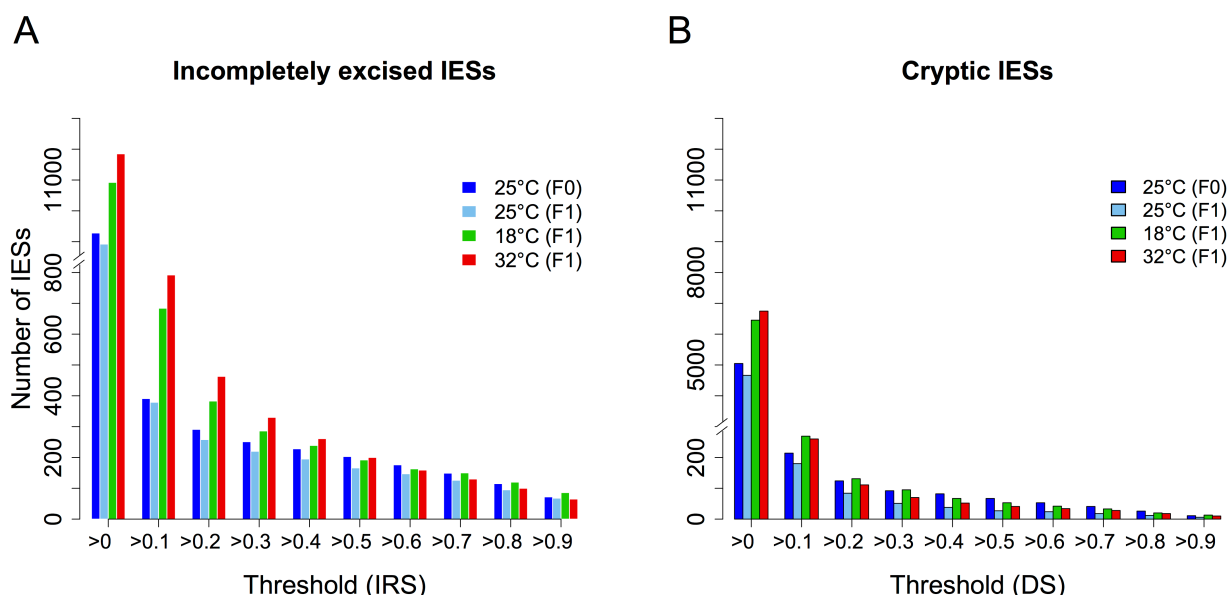 A
Incompletely excised IESs
Number of IESs
11000
800
600
400
200
0
25°C (F0)
25°C (F1)
18°C (F1)
32°C (F1)
>0 >0.1 >0.2 >0.3 >0.4 >0.5 >0.6 >0.7 >0.8 >0.9
Threshold (IRS)
B
Cryptic IESs
11000
8000
5000
200
0
25°C (F0)
25°C (F1)
18°C (F1)
32°C (F1)
>0 >0.1 >0.2 >0.3 >0.4 >0.5 >0.6 >0.7 >0.8 >0.9
Threshold (DS)